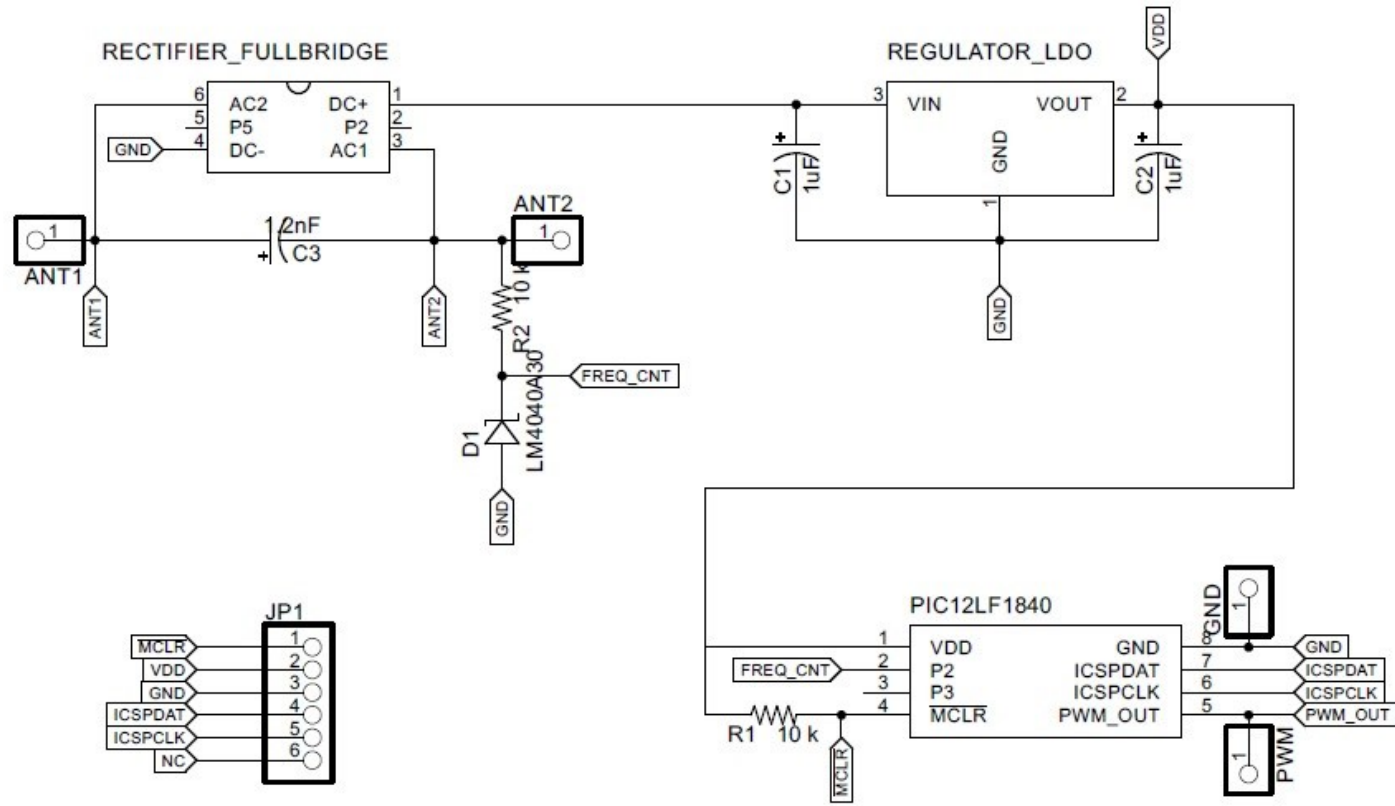 VDD
RECTIFIER_FULLBRIDGE
REGULATOR_LDO
6 AC2 DC+ 1
5 P5 P2 2
4 DC- AC1 3
GND
3 VIN VOUT 2
GND
1
C1
1uF
+
C2
1uF
+
GND
ANT2
1
1
ANT1
1.2nF
C3
+
ANT1
ANT2
10 k
R2
FREQ_CNT
D1
LM4040A30
GND
JP1
MCLR 1
VDD 2
GND 3
ICSPDAT 4
ICSPCLK 5
NC 6
PIC12LF1840
1 VDD GND 8 GND
FREQ_CNT 2 P2 ICSPDAT 7 ICSPDAT
3 P3 ICSPCLK 6 ICSPCLK
4 MCLR PWM_OUT 5 PWM_OUT
R1 10 k
MCLR
GND
1
PWM
1